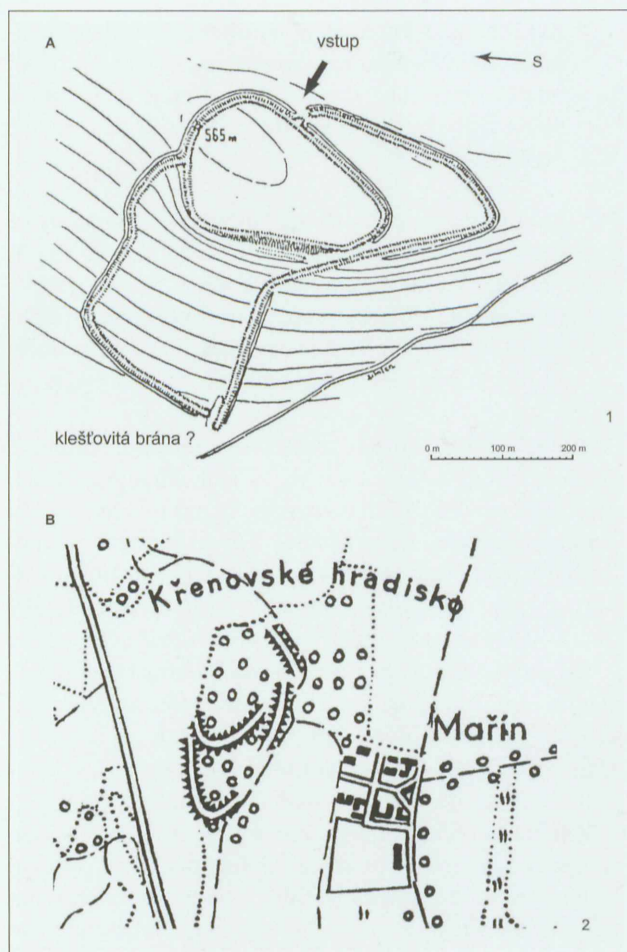 A
vstup
S
565 m
klešťovitá brána ?
1
0 m 100 m 200 m
B
Křenovské hradisko
Mařín
2